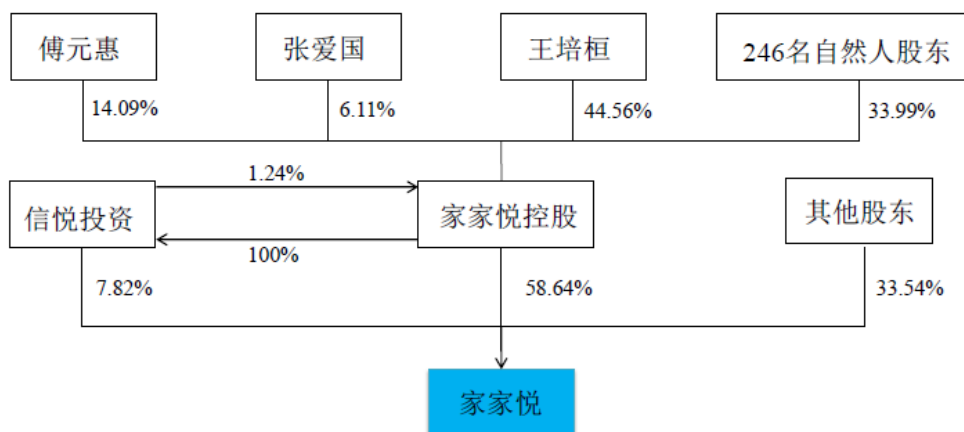 傅元惠
张爱国
王培桓
246名自然人股东
14.09%
6.11%
44.56%
33.99%
1.24%
信悦投资
家家悦控股
其他股东
100%
7.82%
58.64%
33.54%
家家悦